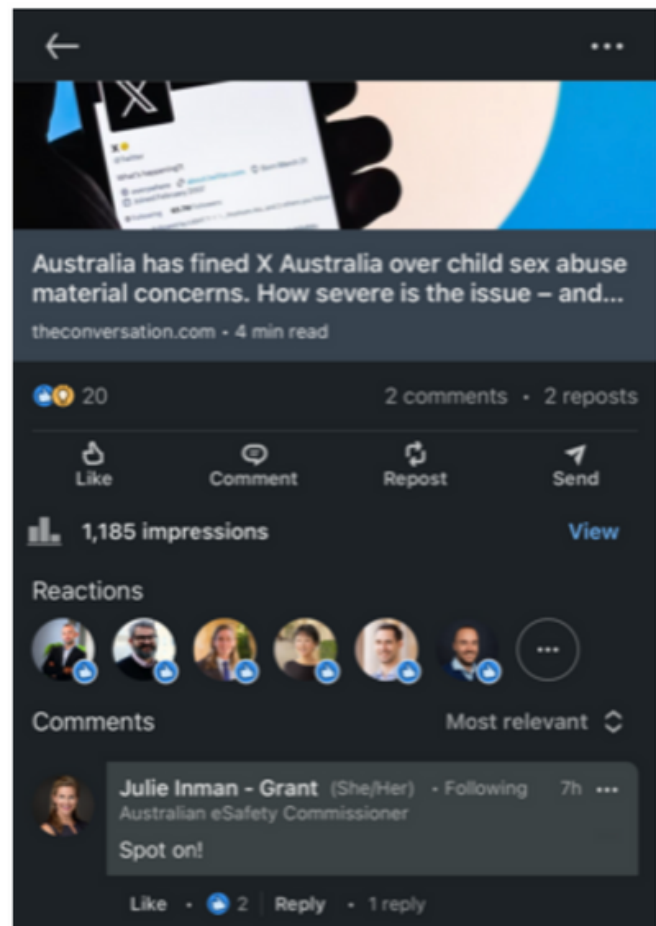 X
What's happening?!
Australia has fined X Australia over child sex abuse
material concerns. How severe is the issue – and...
theconversation.com • 4 min read
20
2 comments • 2 reposts
Like Comment Repost Send
1,185 impressions View
Reactions
Comments Most relevant
Julie Inman - Grant (She/Her) • Following 7h
Australian eSafety Commissioner
Spot on!
Like • 2 Reply • 1 reply